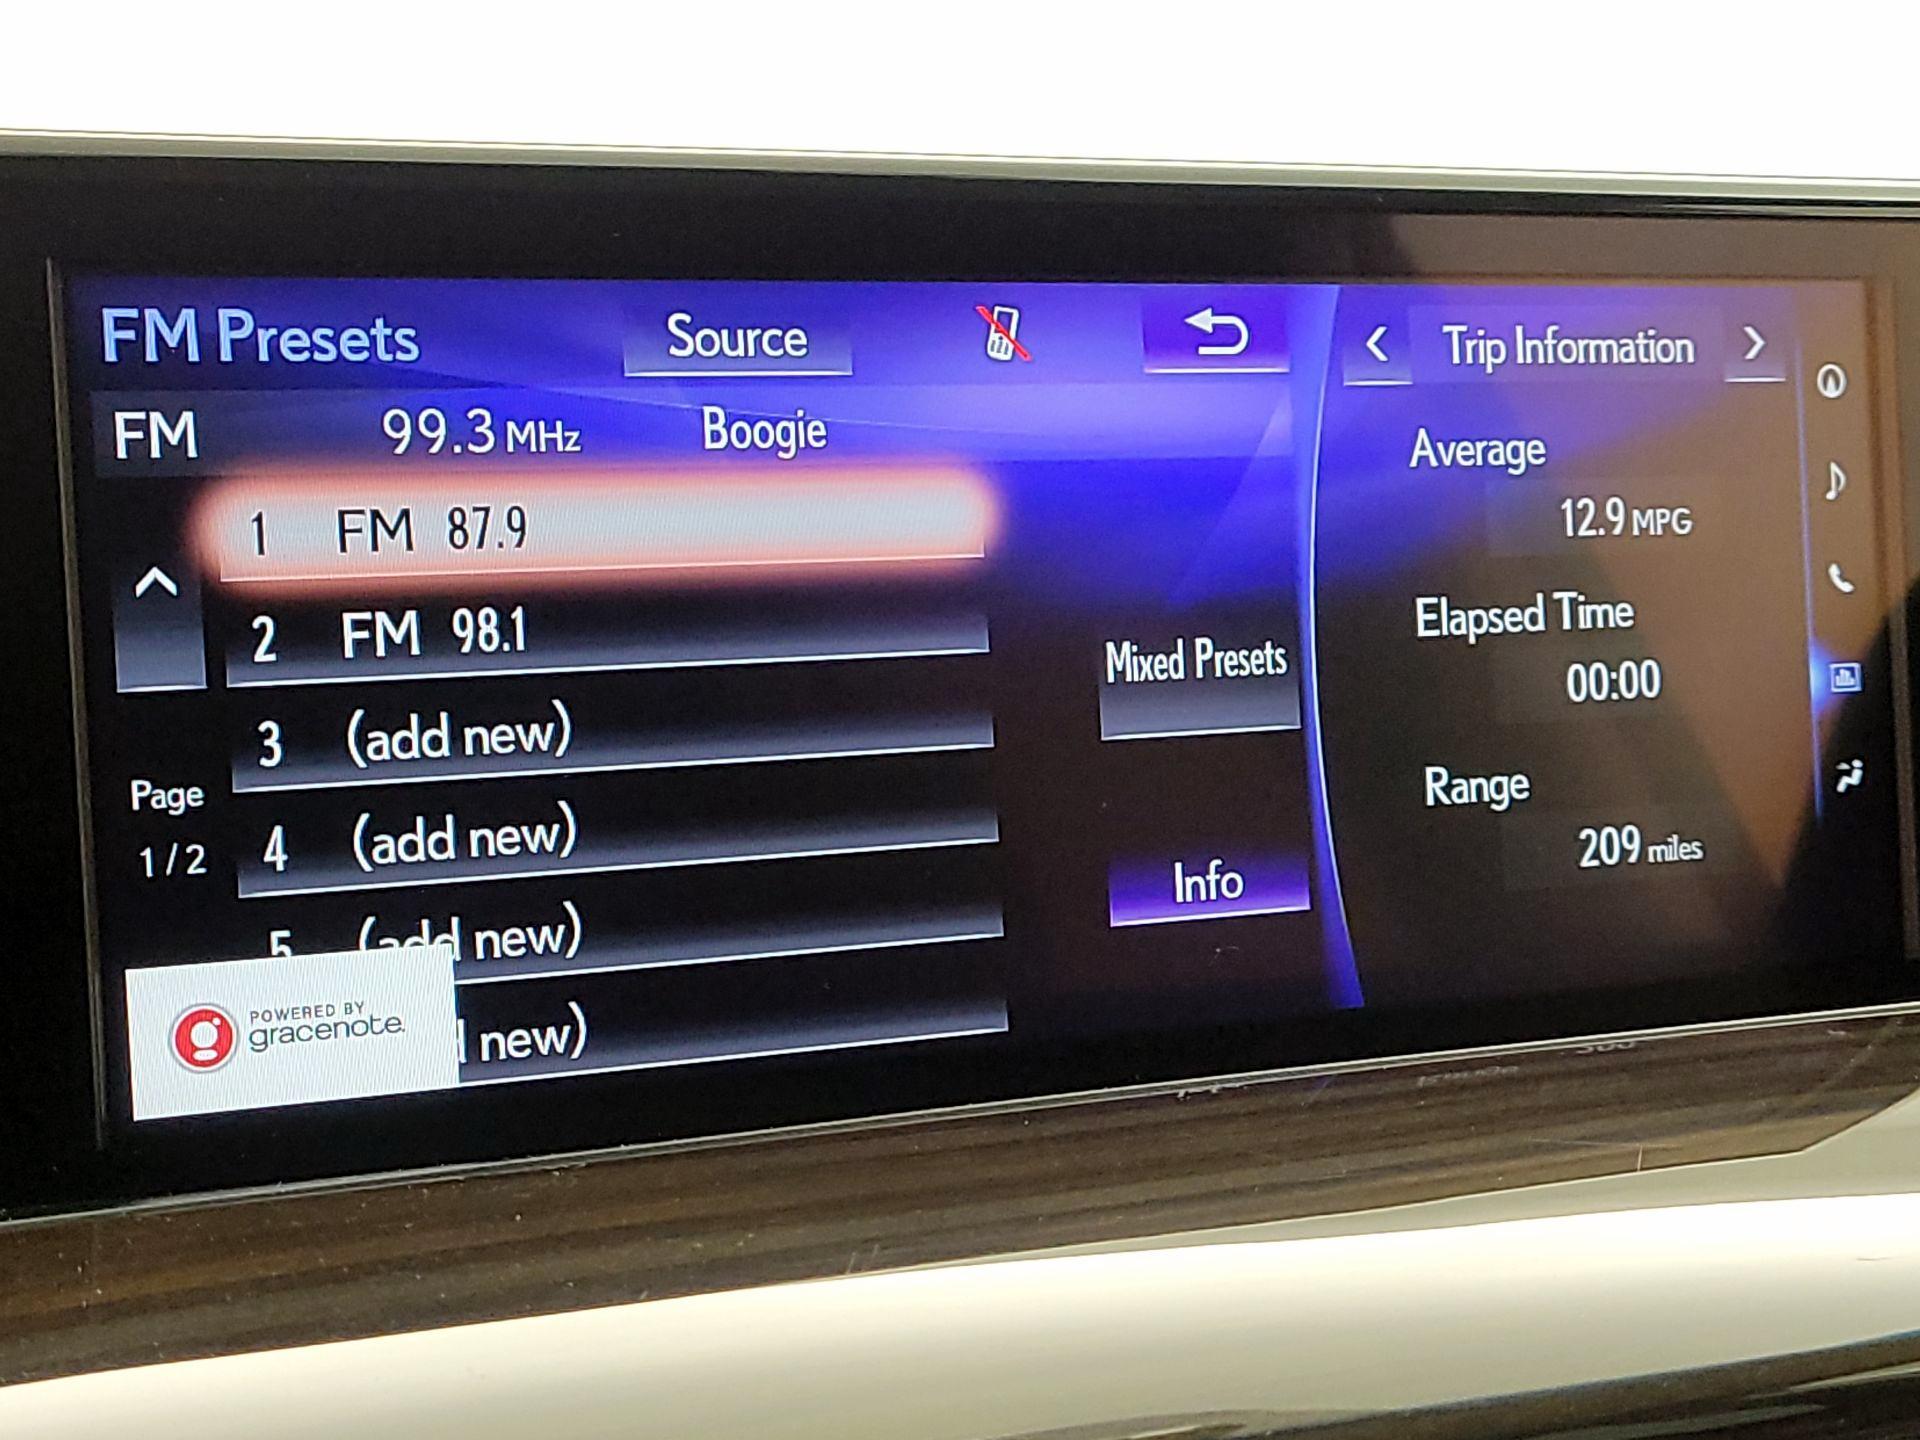 FM Presets
Source
FM 99.3 MHz Boogie
1 FM 87.9
2 FM 98.1
3 (add new)
4 (add new)
5 (add new)
new)
Page
1 / 2
POWERED BY
gracenote.
Mixed Presets
Info
Trip Information
Average
12.9 MPG
Elapsed Time
00:00
Range
209 miles